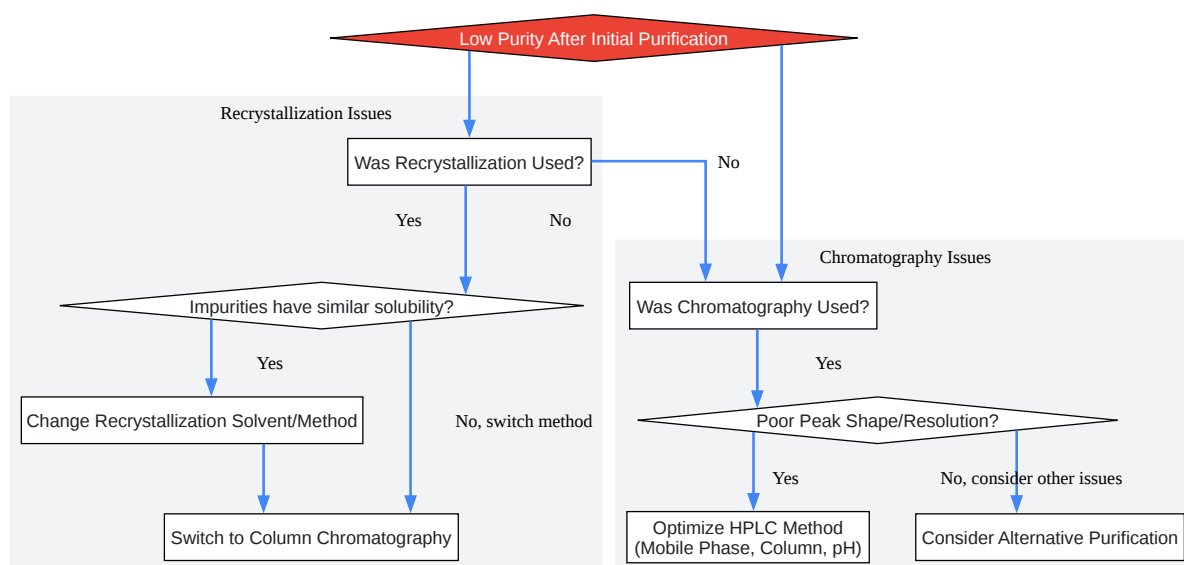 Low Purity After Initial Purification
Recrystallization Issues
Was Recrystallization Used?
No
Yes
No
Chromatography Issues
Impurities have similar solubility?
Was Chromatography Used?
Yes
Yes
Change Recrystallization Solvent/Method
No, switch method
Poor Peak Shape/Resolution?
Yes
No, consider other issues
Switch to Column Chromatography
Optimize HPLC Method
(Mobile Phase, Column, pH)
Consider Alternative Purification